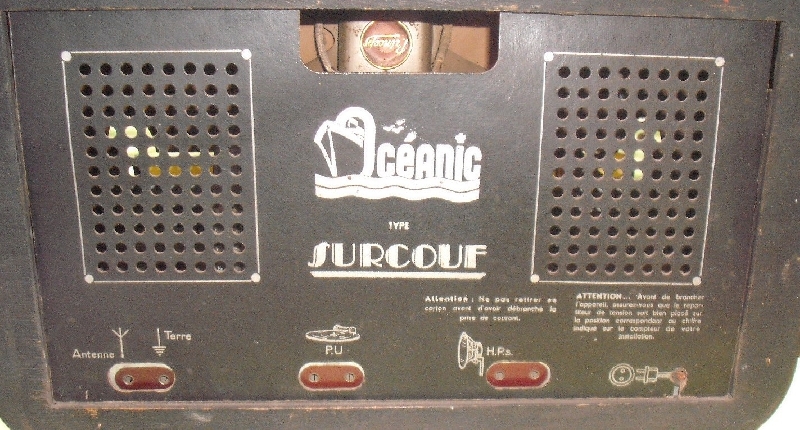 Océanic
TYPE
SURCOUF
Attention : Ne pas retirer ce
carton avant d'avoir débranché la
prise de courant.
ATTENTION... Avant de brancher
l'appareil, assurez-vous que le répar-
titeur de tension soit bien placé sur
la position correspondant au chiffre
indiqué sur le compteur de votre
installation.
Antenne
Terre
P.U
H.P.s.